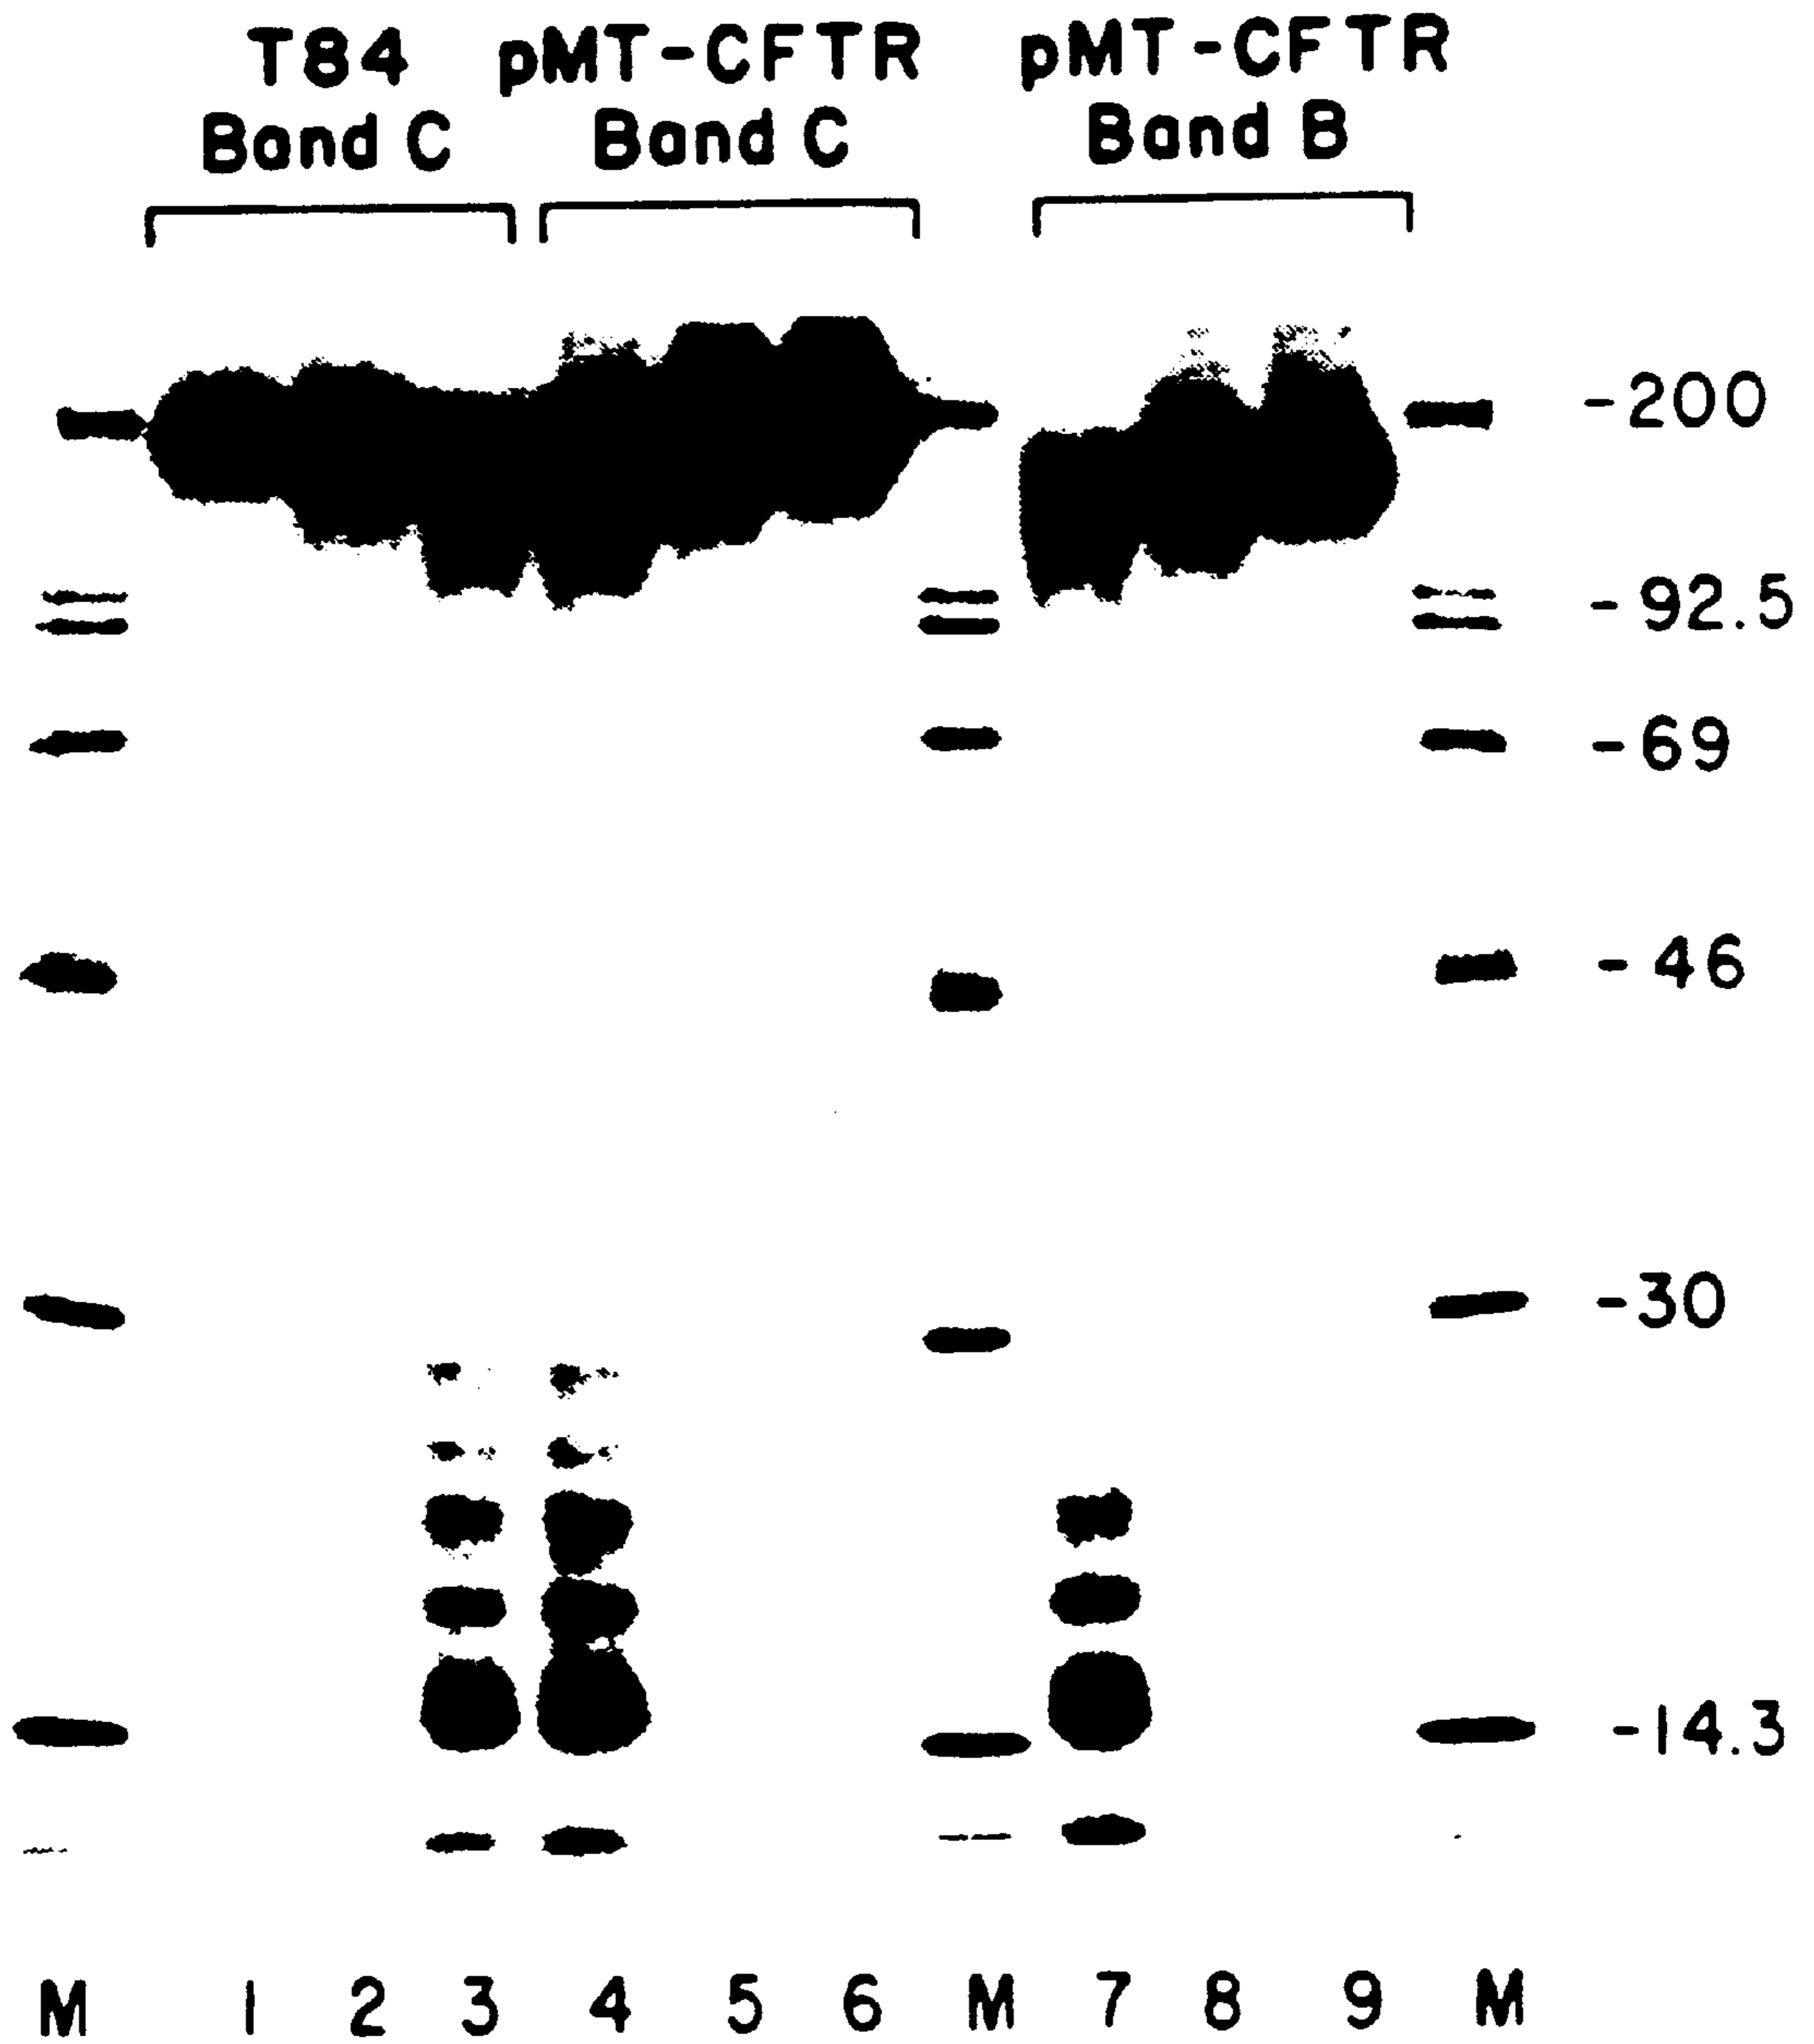 T84 pMT-CFTR pMT-CFTR
Band C Band C Band B
-200
-92.5
-69
-46
-30
-14.3
M 1 2 3 4 5 6 M 7 8 9 M